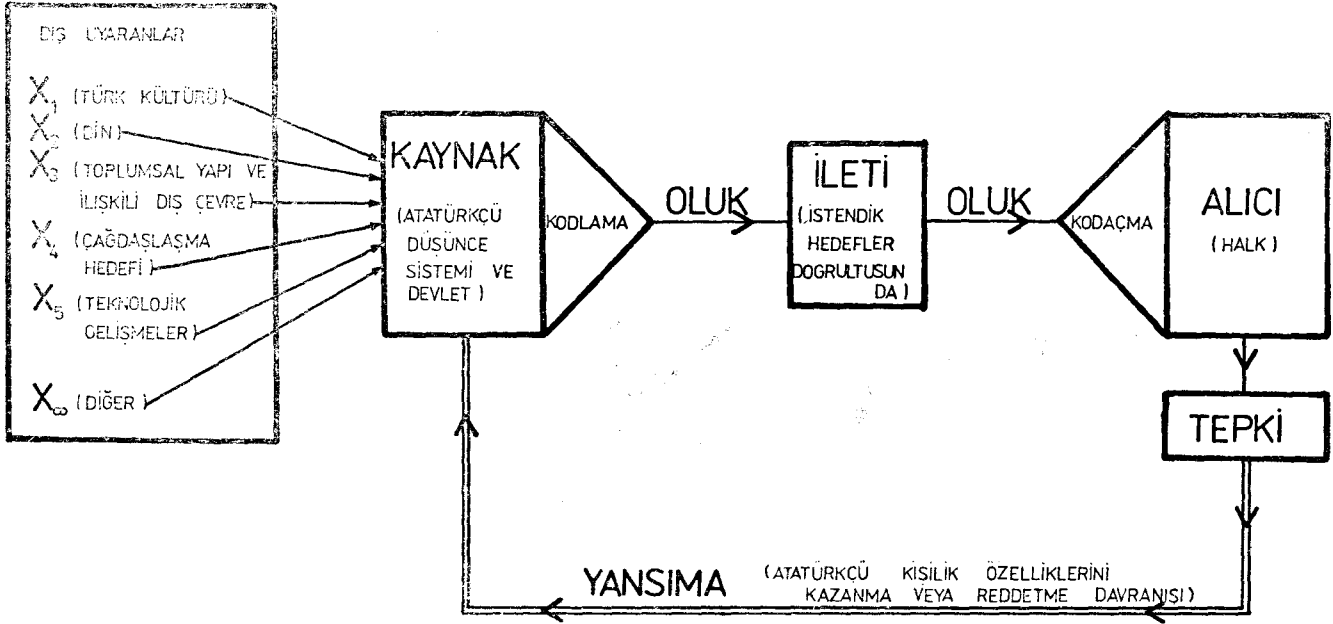 DIŞ UYARANLAR
X1 (TÜRK KÜLTÜRÜ)
X2 (DİN)
X3 (TOPLUMSAL YAPI VE
İLİŞKİLİ DIŞ ÇEVRE)
X4 (ÇAĞDAŞLAŞMA
HEDEFİ)
X5 (TEKNOLOJİK
GELİŞMELER)
X∞ (DİĞER)
KAYNAK
(ATATÜRKÇÜ
DÜŞÜNCE
SİSTEMİ VE
DEVLET)
KODLAMA
OLUK
İLETİ
(İSTENDİK
HEDEFLER
DOĞRULTUSUN
DA)
OLUK
KODAÇMA
ALICI
(HALK)
TEPKİ
YANSIMA
(ATATÜRKÇÜ KİSİLİK ÖZELLİKLERİNİ
KAZANMA VEYA REDDETME DAVRANIŞI)